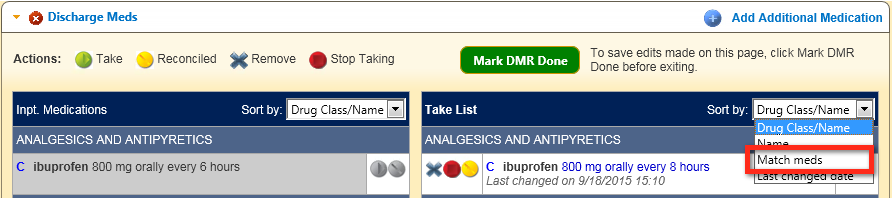 Discharge Meds
Add Additional Medication
Actions: Take Reconciled Remove Stop Taking
Mark DMR Done
To save edits made on this page, click Mark DMR
Done before exiting.
Inpt. Medications Sort by: Drug Class/Name
ANALGESICS AND ANTIPYRETICS
C ibuprofen 800 mg orally every 6 hours
Take List Sort by: Drug Class/Name
Drug Class/Name
Name
Match meds
Last changed date
ANALGESICS AND ANTIPYRETICS
C ibuprofen 800 mg orally every 8 hours
Last changed on 9/18/2015 15:10